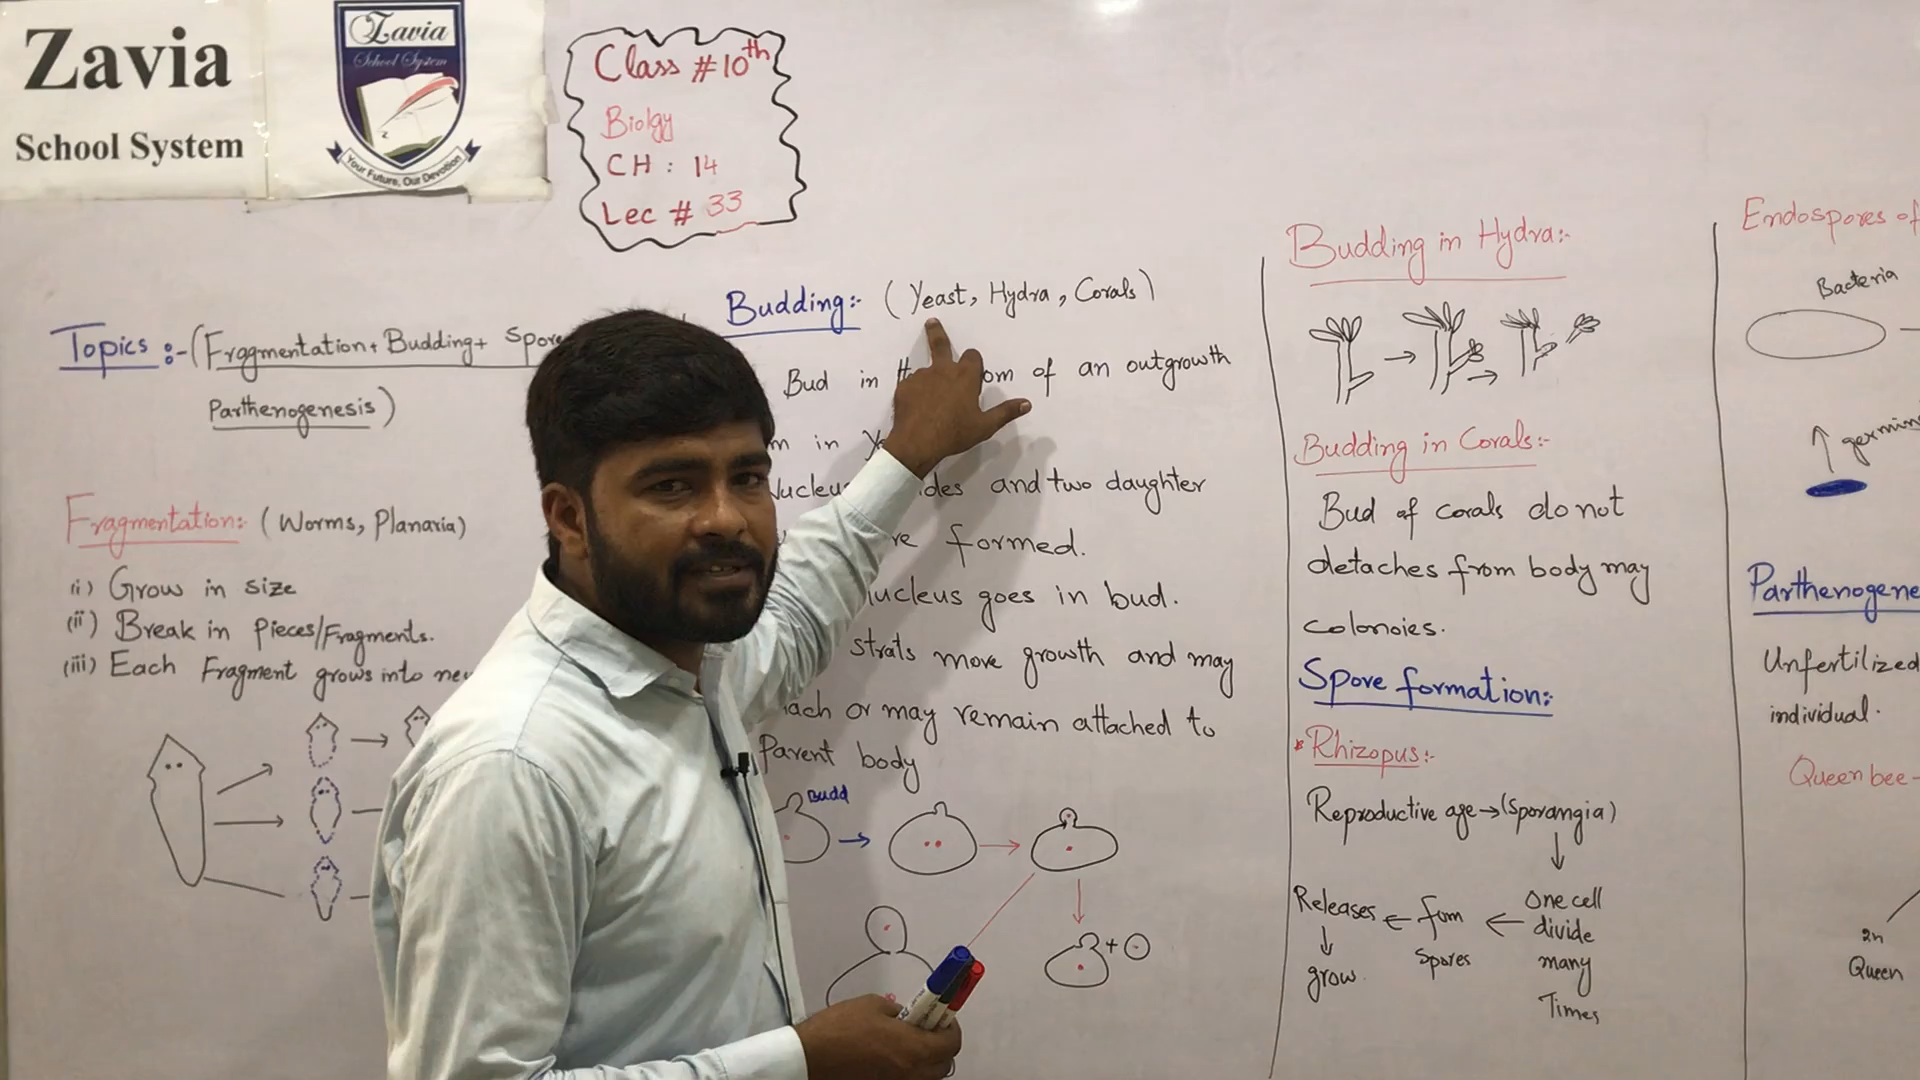 Zavia
School System
Zavia
School System
Your Future, Our Devotion
Class # 10th
Biolgy
CH : 14
Lec # 33
Topics :- (Fragmentation + Budding + Spore
Parthenogenesis)
Fragmentation: (Worms, Planaria)
(i) Grow in size
(ii) Break in Pieces/Fragments.
(iii) Each Fragment grows into
Budding:- (Yeast, Hydra, Corals)
Bud in of an outgrowth
in
and two daughter
formed.
nucleus goes in bud.
strats more growth and may
or may remain attached to
Parent body
Budd
Budding in Hydra:-
Budding in Corals:-
Bud of corals do not
detaches from body may
colonoies.
Spore formation:
* Rhizopus:-
Reproductive age → (Sporangia)
One cell
divide
many
Times
← fom
Spores
← Releases
grow
Endospores of
Bacteria
Parthenogene
Unfertilized
individual.
Queen bee-
2n
Queen